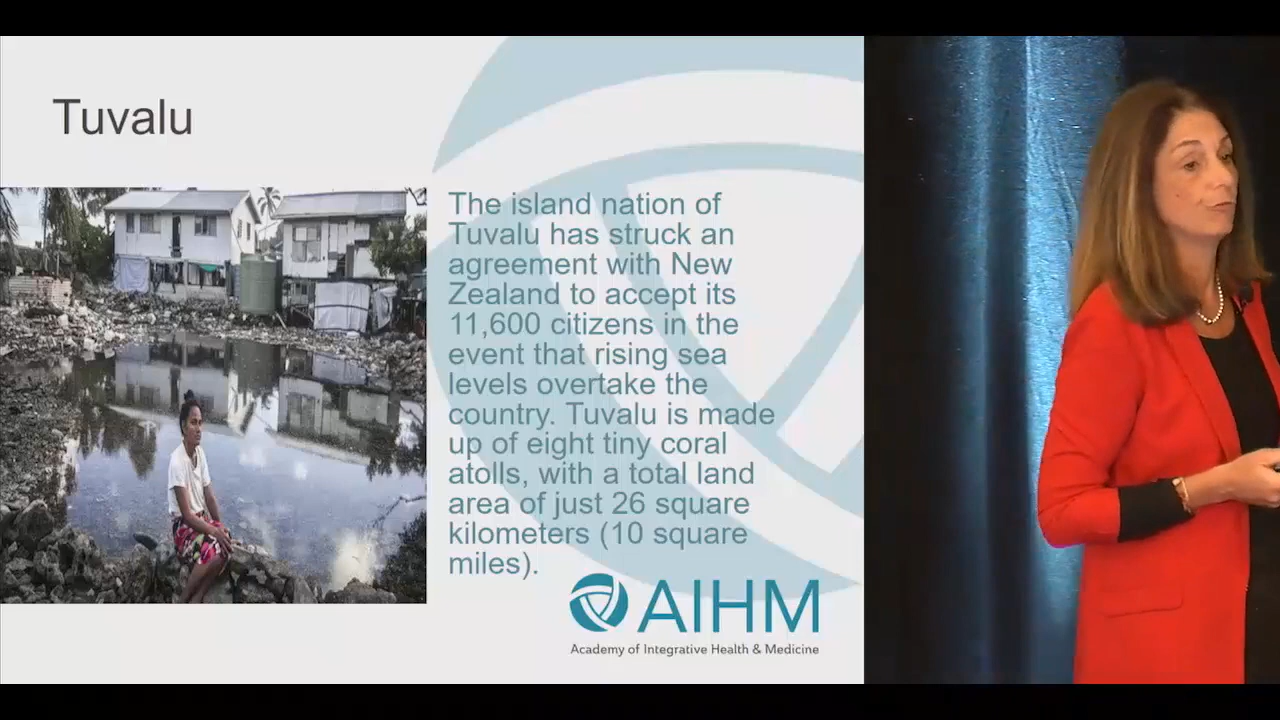 Tuvalu
The island nation of
Tuvalu has struck an
agreement with New
Zealand to accept its
11,600 citizens in the
event that rising sea
levels overtake the
country. Tuvalu is made
up of eight tiny coral
atolls, with a total land
area of just 26 square
kilometers (10 square
miles).
AIHM
Academy of Integrative Health & Medicine